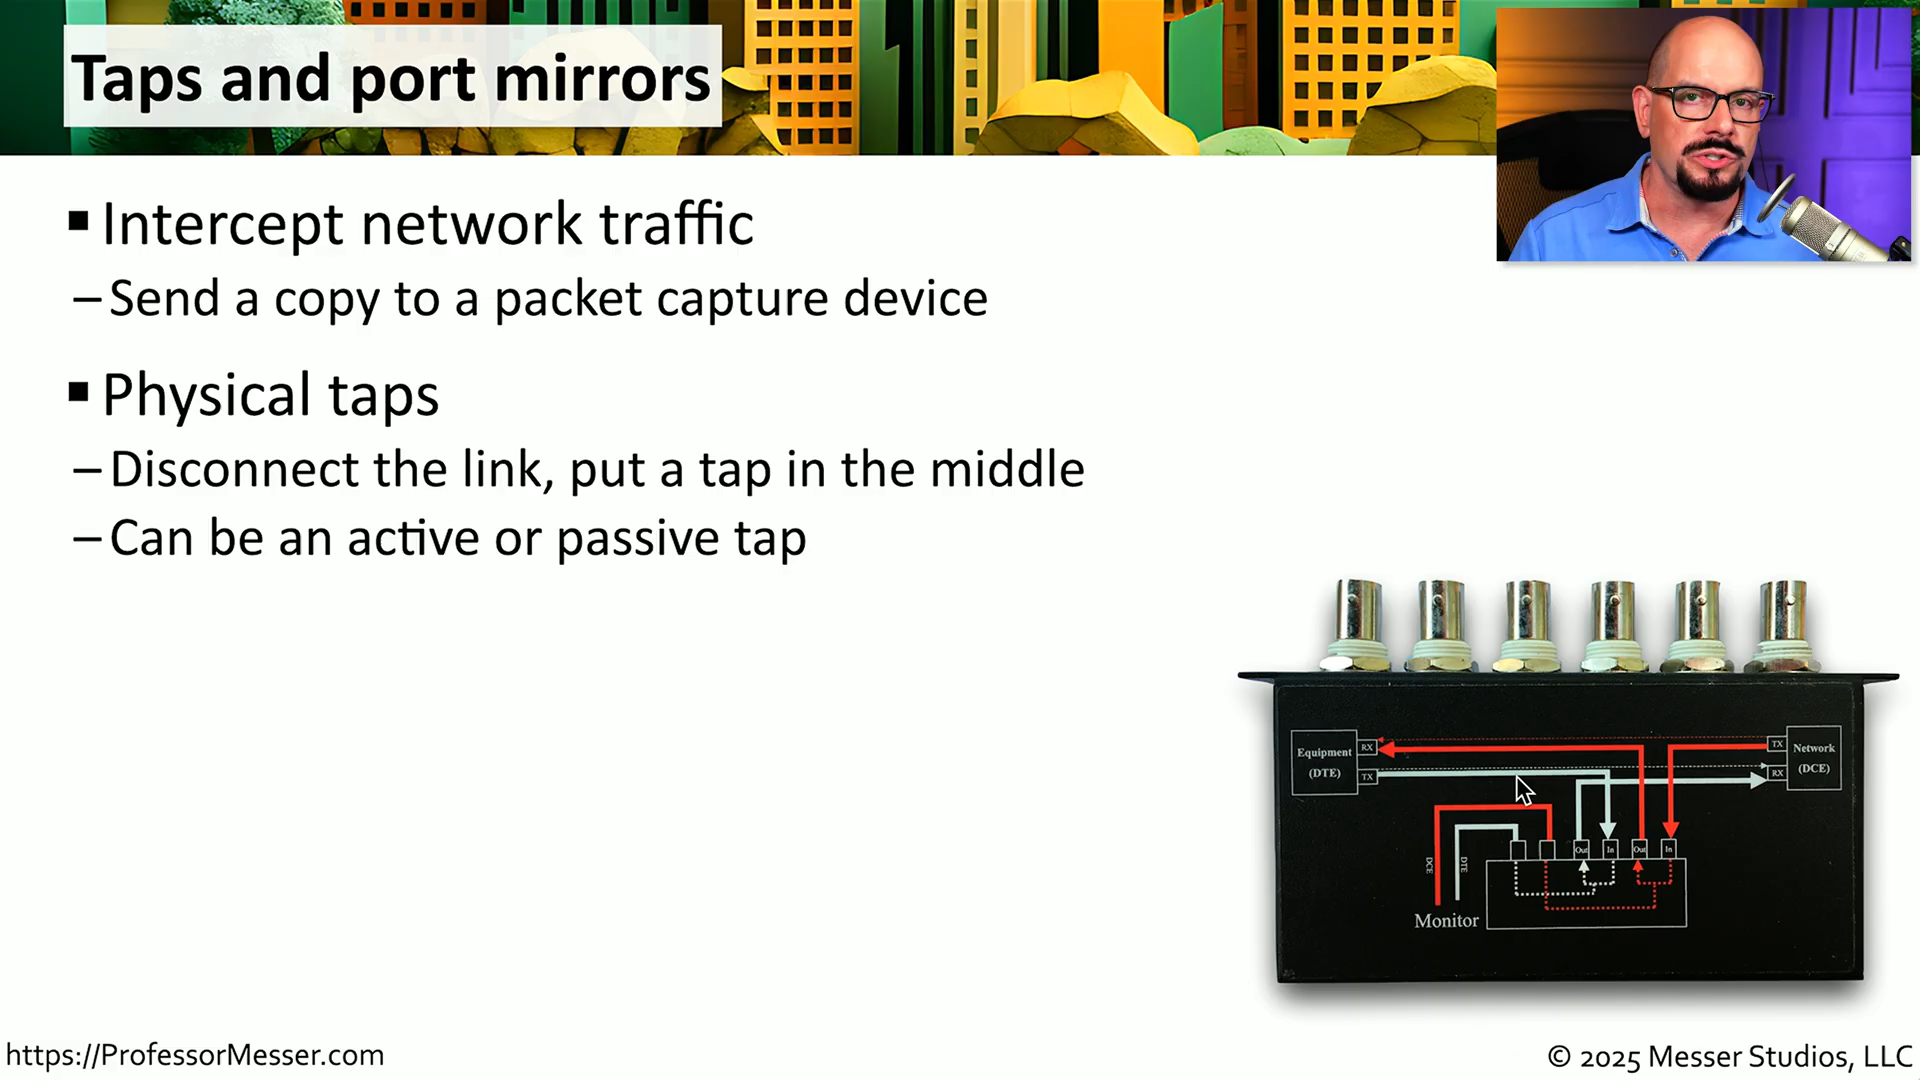 Taps and port mirrors
▪ Intercept network traffic
– Send a copy to a packet capture device
▪ Physical taps
– Disconnect the link, put a tap in the middle
– Can be an active or passive tap
Equipment
(DTE)
RX
TX
TX
RX
Network
(DCE)
DCE
DTE
Out
In
Out
In
Monitor
https://ProfessorMesser.com
© 2025 Messer Studios, LLC